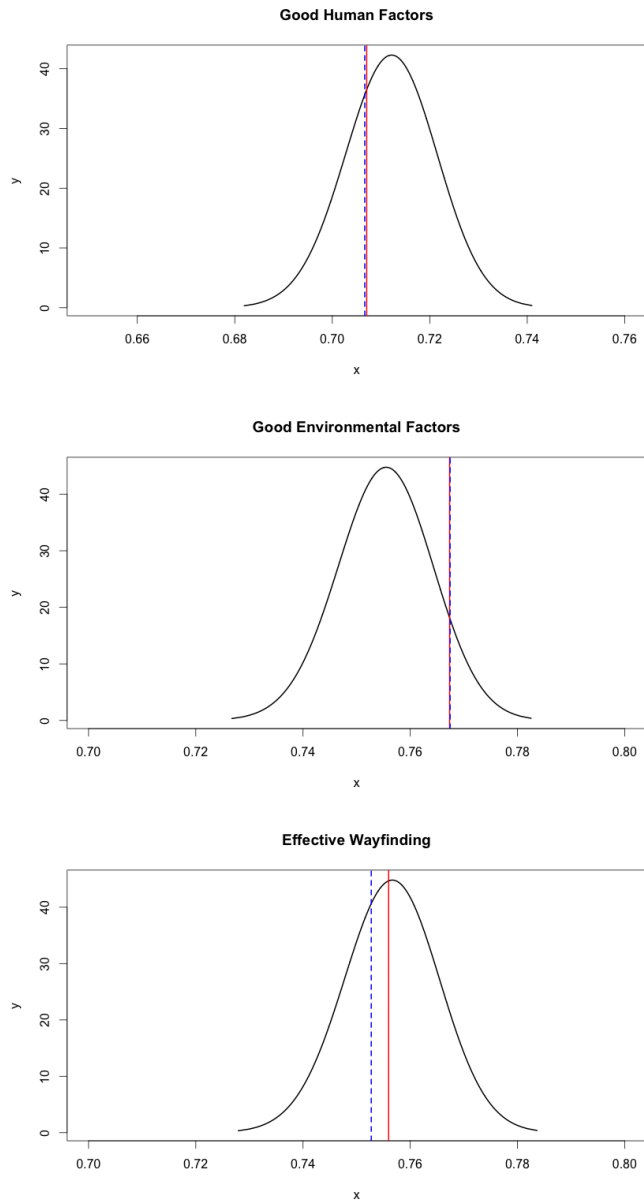 Good Human Factors
40
30
20
10
0
y
0.66 0.68 0.70 0.72 0.74 0.76
x
Good Environmental Factors
40
30
20
10
0
y
0.70 0.72 0.74 0.76 0.78 0.80
x
Effective Wayfinding
40
30
20
10
0
y
0.70 0.72 0.74 0.76 0.78 0.80
x